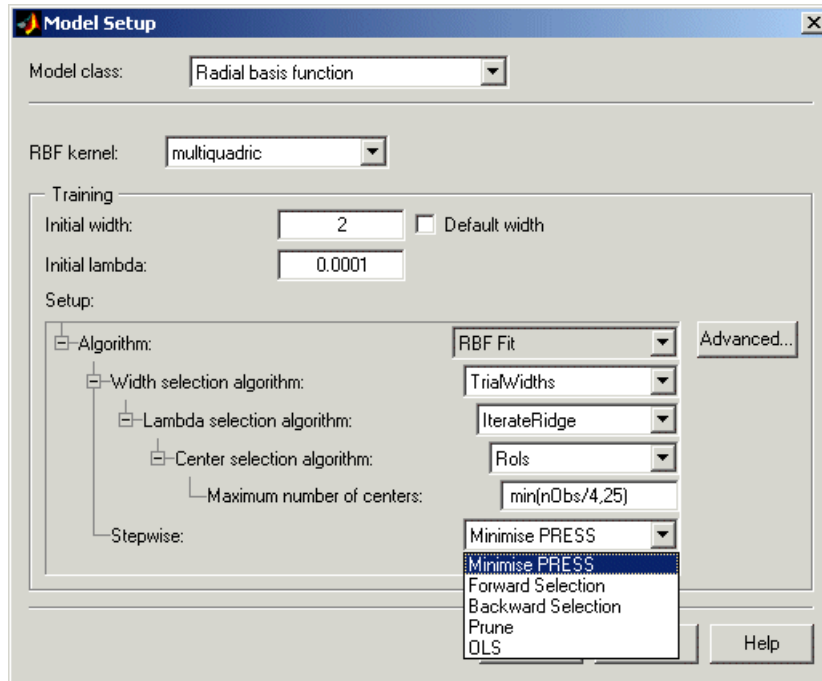 Model Setup
Model class: Radial basis function
RBF kernel: multiquadric
Training
Initial width: 2 Default width
Initial lambda: 0.0001
Setup:
Algorithm: RBF Fit Advanced...
Width selection algorithm: TrialWidths
Lambda selection algorithm: IterateRidge
Center selection algorithm: Rols
Maximum number of centers: min(nObs/4,25)
Stepwise: Minimise PRESS
Minimise PRESS
Forward Selection
Backward Selection
Prune
OLS
Help